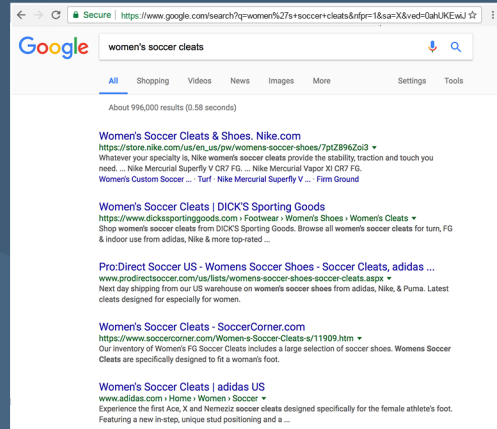 Secure | https://www.google.com/search?q=women%27s+soccer+cleats&nfpr=1&sa=X&ved=0ahUKEwiJ
Google
women's soccer cleats
All Shopping Videos News Images More Settings Tools
About 996,000 results (0.58 seconds)
Women's Soccer Cleats & Shoes. Nike.com
https://store.nike.com/us/en_us/pw/womens-soccer-shoes/7ptZ896Zoi3
Whatever your specialty is, Nike women's soccer cleats provide the stability, traction and touch you
need. ... Nike Mercurial Superfly V CR7 FG. ... Nike Mercurial Vapor XI CR7 FG.
Women's Custom Soccer ... · Turf · Nike Mercurial Superfly V ... · Firm Ground
Women's Soccer Cleats | DICK'S Sporting Goods
https://www.dickssportinggoods.com › Footwear › Women's Shoes › Women's Cleats
Shop women's soccer cleats from DICK'S Sporting Goods. Browse all women's soccer cleats for turn, FG
& indoor use from adidas, Nike & more top-rated ...
Pro:Direct Soccer US - Womens Soccer Shoes - Soccer Cleats, adidas ...
www.prodirectsoccer.com/us/lists/womens-soccer-shoes-soccer-cleats.aspx
Next day shipping from our US warehouse on women's soccer shoes from adidas, Nike, & Puma. Latest
cleats designed for especially for women.
Women's Soccer Cleats - SoccerCorner.com
https://www.soccercorner.com/Women-s-Soccer-Cleats-s/11909.htm
Our inventory of Women's FG Soccer Cleats includes a large selection of soccer shoes. Womens Soccer
Cleats are specifically designed to fit a woman's foot.
Women's Soccer Cleats | adidas US
www.adidas.com › Home › Women › Soccer
Experience the first Ace, X and Nemeziz soccer cleats designed specifically for the female athlete's foot.
Featuring a new in-step, unique stud positioning and a ...